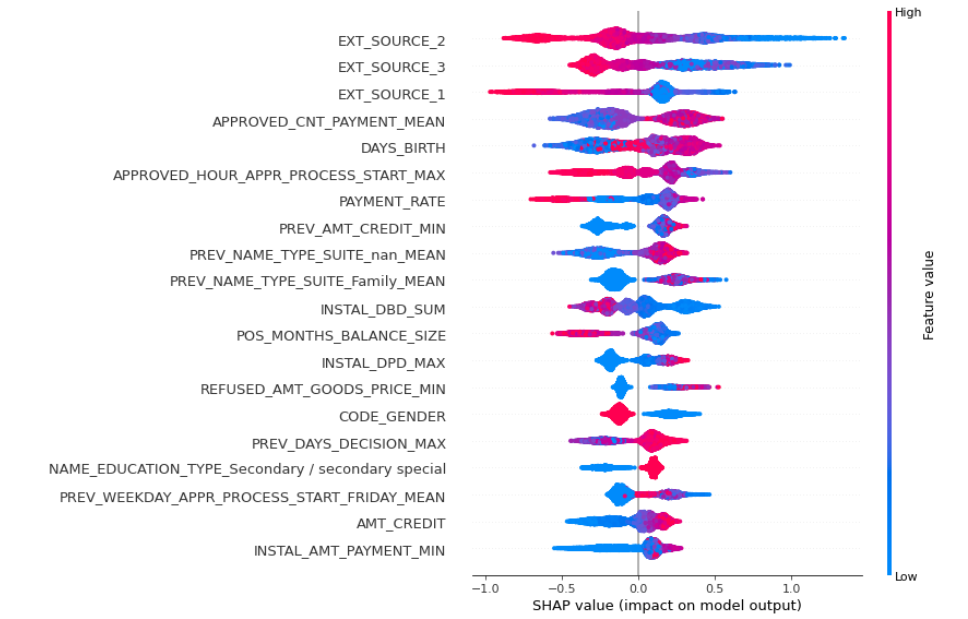 High
EXT_SOURCE_2
EXT_SOURCE_3
EXT_SOURCE_1
APPROVED_CNT_PAYMENT_MEAN
DAYS_BIRTH
APPROVED_HOUR_APPR_PROCESS_START_MAX
PAYMENT_RATE
PREV_AMT_CREDIT_MIN
PREV_NAME_TYPE_SUITE_nan_MEAN
PREV_NAME_TYPE_SUITE_Family_MEAN
INSTAL_DBD_SUM
POS_MONTHS_BALANCE_SIZE
INSTAL_DPD_MAX
REFUSED_AMT_GOODS_PRICE_MIN
CODE_GENDER
PREV_DAYS_DECISION_MAX
NAME_EDUCATION_TYPE_Secondary / secondary special
PREV_WEEKDAY_APPR_PROCESS_START_FRIDAY_MEAN
AMT_CREDIT
INSTAL_AMT_PAYMENT_MIN
Feature value
Low
−1.0 −0.5 0.0 0.5 1.0
SHAP value (impact on model output)